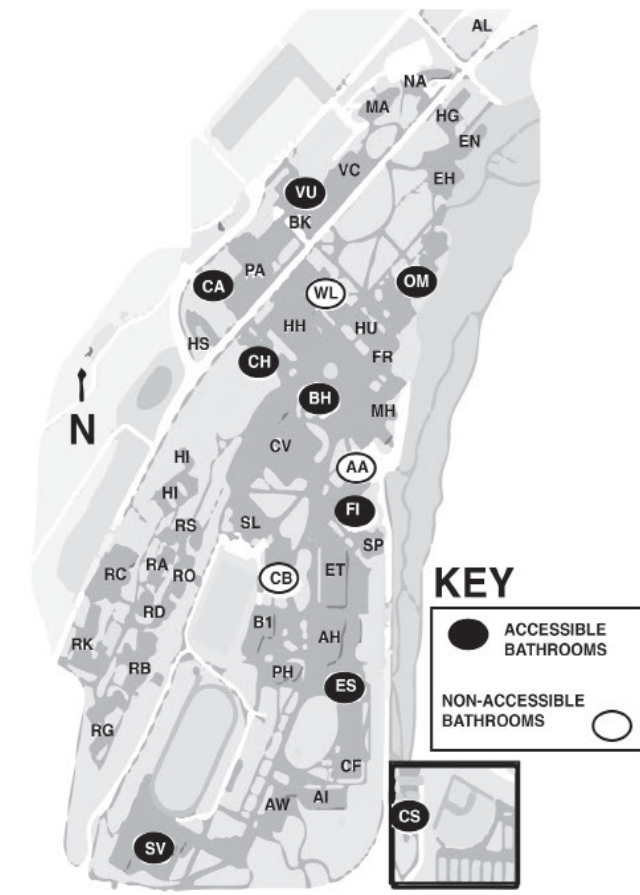 AL
NA
MA
HG
EN
VC
EH
VU
BK
PA
CA
WL
OM
HH
HU
HS
CH
FR
BH
MH
N
CV
HI
AA
HI
FI
RS
SL
SP
RA
RC
RO
CB
ET
RD
B1
AH
RK
RB
PH
ES
RG
CF
AW
AI
SV
KEY
ACCESSIBLE
BATHROOMS
NON-ACCESSIBLE
BATHROOMS
CS